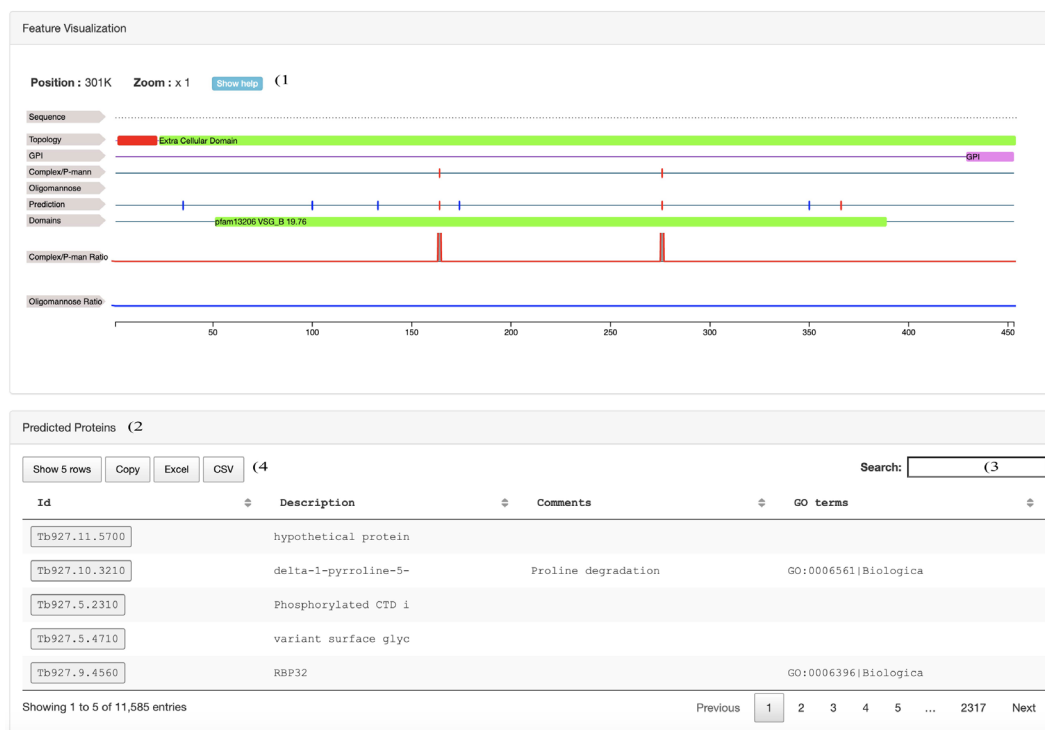 Feature Visualization
Position : 301K Zoom : x 1 Show help (1
Sequence
Topology Extra Cellular Domain
GPI GPI
Complex/P-mann
Oligomannose
Prediction
Domains pfam13206 VSG_B 19.76
Complex/P-man Ratio
Oligomannose Ratio
50 100 150 200 250 300 350 400 450
Predicted Proteins (2
Show 5 rows Copy Excel CSV (4 Search: (3
Id Description Comments GO terms
Tb927.11.5700 hypothetical protein
Tb927.10.3210 delta-1-pyrroline-5- Proline degradation GO:0006561|Biologica
Tb927.5.2310 Phosphorylated CTD i
Tb927.5.4710 variant surface glyc
Tb927.9.4560 RBP32 GO:0006396|Biologica
Showing 1 to 5 of 11,585 entries Previous 1 2 3 4 5 ... 2317 Next